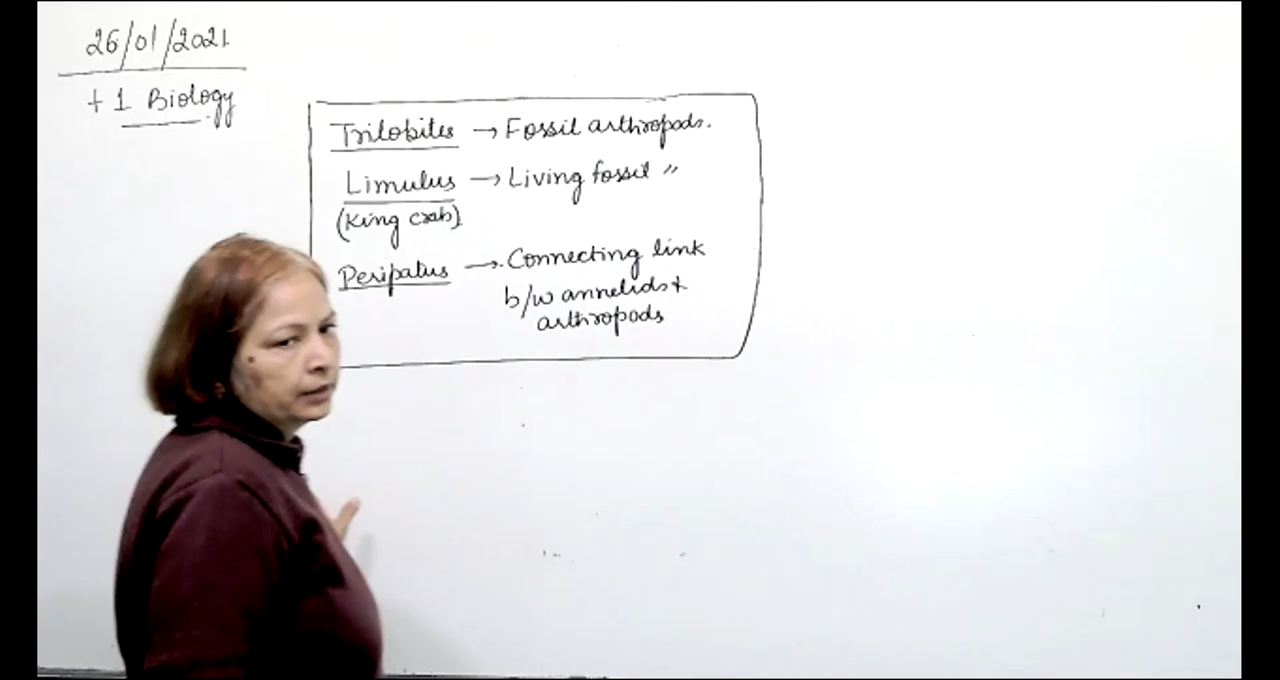 26/01/2021
+1 Biology
Trilobites → Fossil arthropods.
Limulus → Living fossil "
(King crab)
Peripatus → Connecting link
b/w annelids &
arthropods